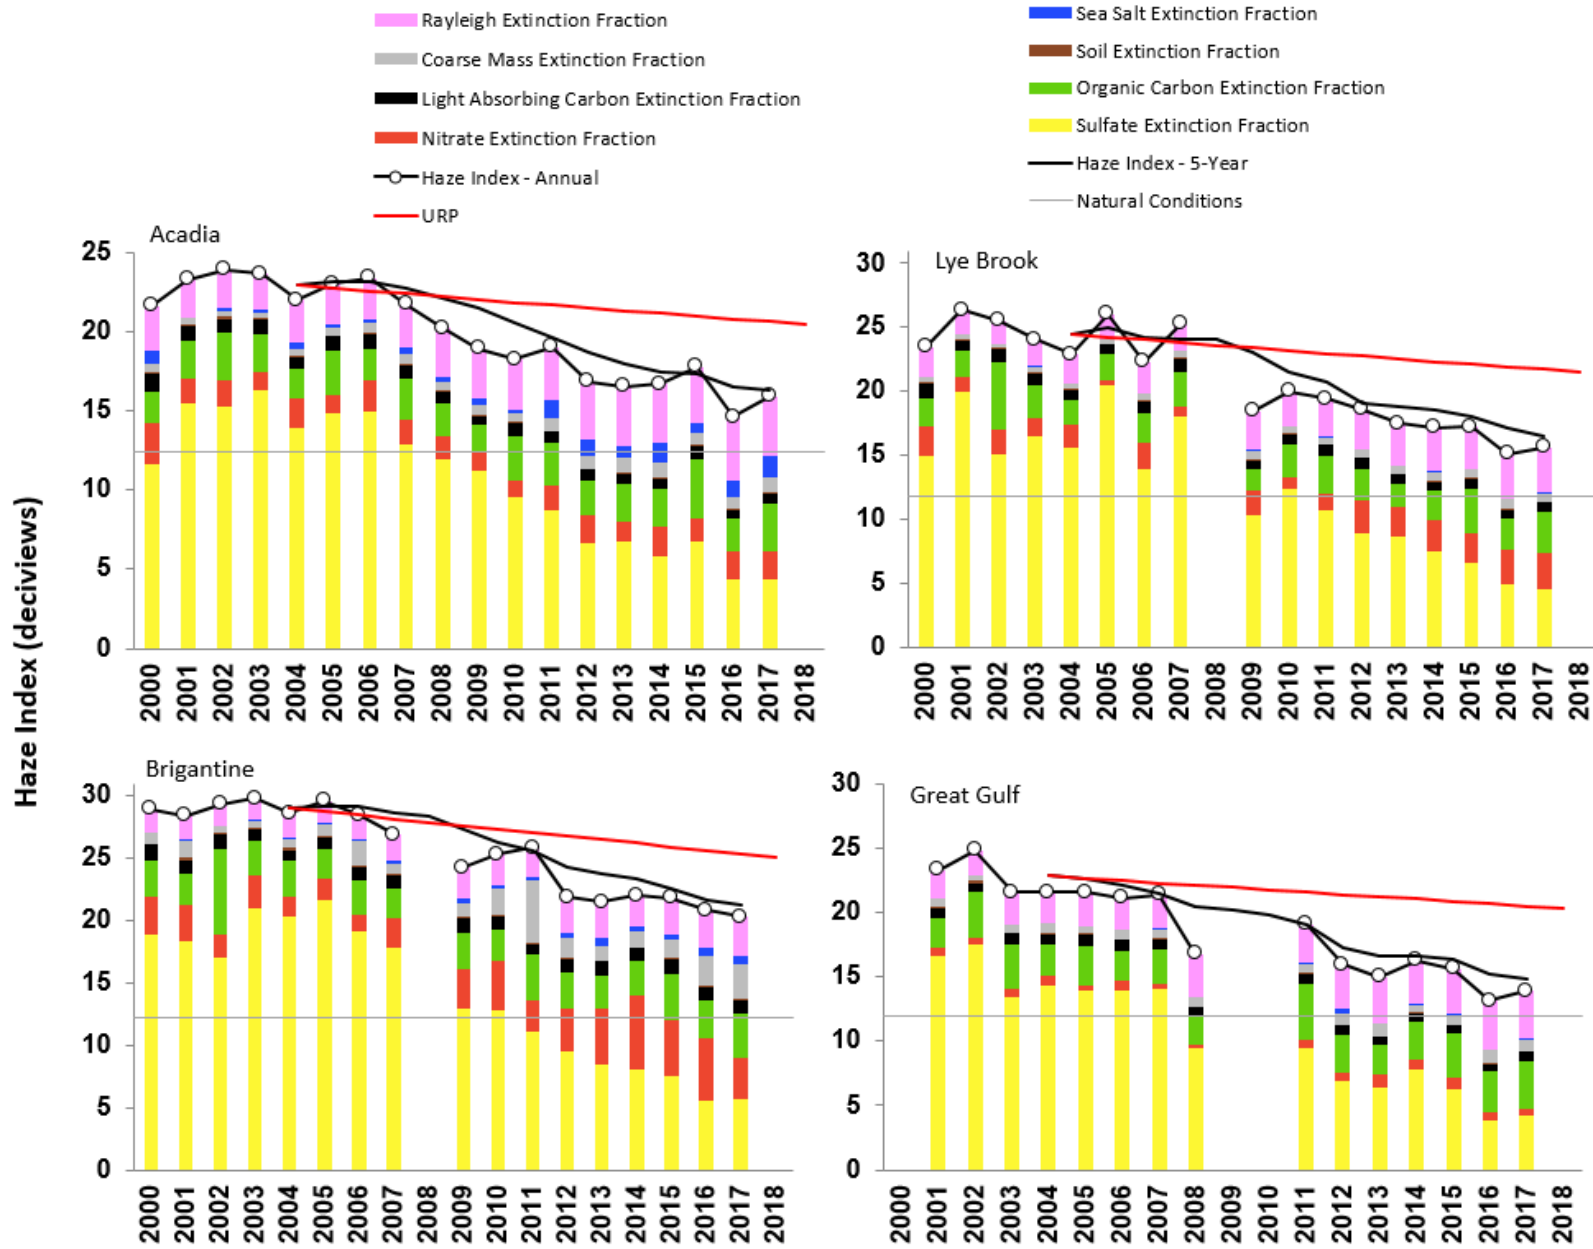 Rayleigh Extinction Fraction
Coarse Mass Extinction Fraction
Light Absorbing Carbon Extinction Fraction
Nitrate Extinction Fraction
Haze Index - Annual
URP
Sea Salt Extinction Fraction
Soil Extinction Fraction
Organic Carbon Extinction Fraction
Sulfate Extinction Fraction
Haze Index - 5-Year
Natural Conditions
Haze Index (deciviews)
Acadia
25
20
15
10
5
0
2000 2001 2002 2003 2004 2005 2006 2007 2008 2009 2010 2011 2012 2013 2014 2015 2016 2017 2018
Lye Brook
30
25
20
15
10
5
0
2000 2001 2002 2003 2004 2005 2006 2007 2008 2009 2010 2011 2012 2013 2014 2015 2016 2017 2018
Brigantine
30
25
20
15
10
5
0
2000 2001 2002 2003 2004 2005 2006 2007 2008 2009 2010 2011 2012 2013 2014 2015 2016 2017 2018
Great Gulf
30
25
20
15
10
5
0
2000 2001 2002 2003 2004 2005 2006 2007 2008 2009 2010 2011 2012 2013 2014 2015 2016 2017 2018